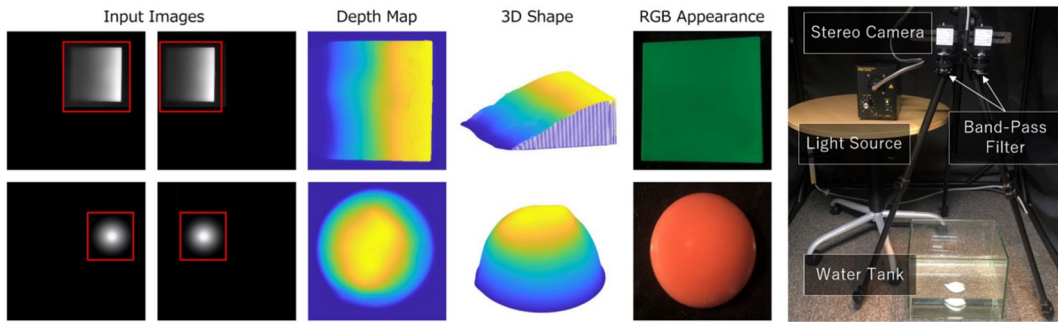 Input Images
Depth Map
3D Shape
RGB Appearance
Stereo Camera
Light Source
Band-Pass
Filter
Water Tank